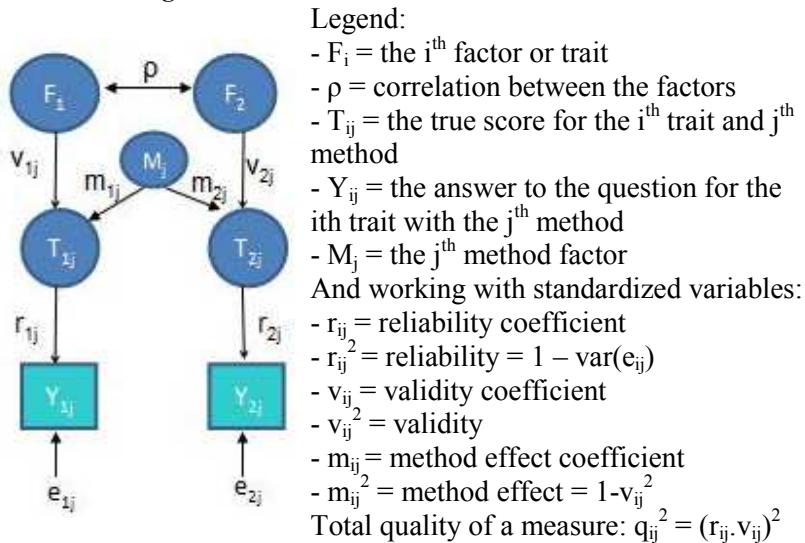 Legend:
- Fi = the ith factor or trait
- ρ = correlation between the factors
- Tij = the true score for the ith trait and jth
method
- Yij = the answer to the question for the
ith trait with the jth method
- Mj = the jth method factor
And working with standardized variables:
- rij = reliability coefficient
- rij2 = reliability = 1 – var(eij)
- vij = validity coefficient
- vij2 = validity
- mij = method effect coefficient
- mij2 = method effect = 1-vij2
Total quality of a measure: qij2 = (rij.vij)2
ρ
F1
F2
Mj
v1j
v2j
m1j
m2j
T1j
T2j
r1j
r2j
Y1j
Y2j
e1j
e2j